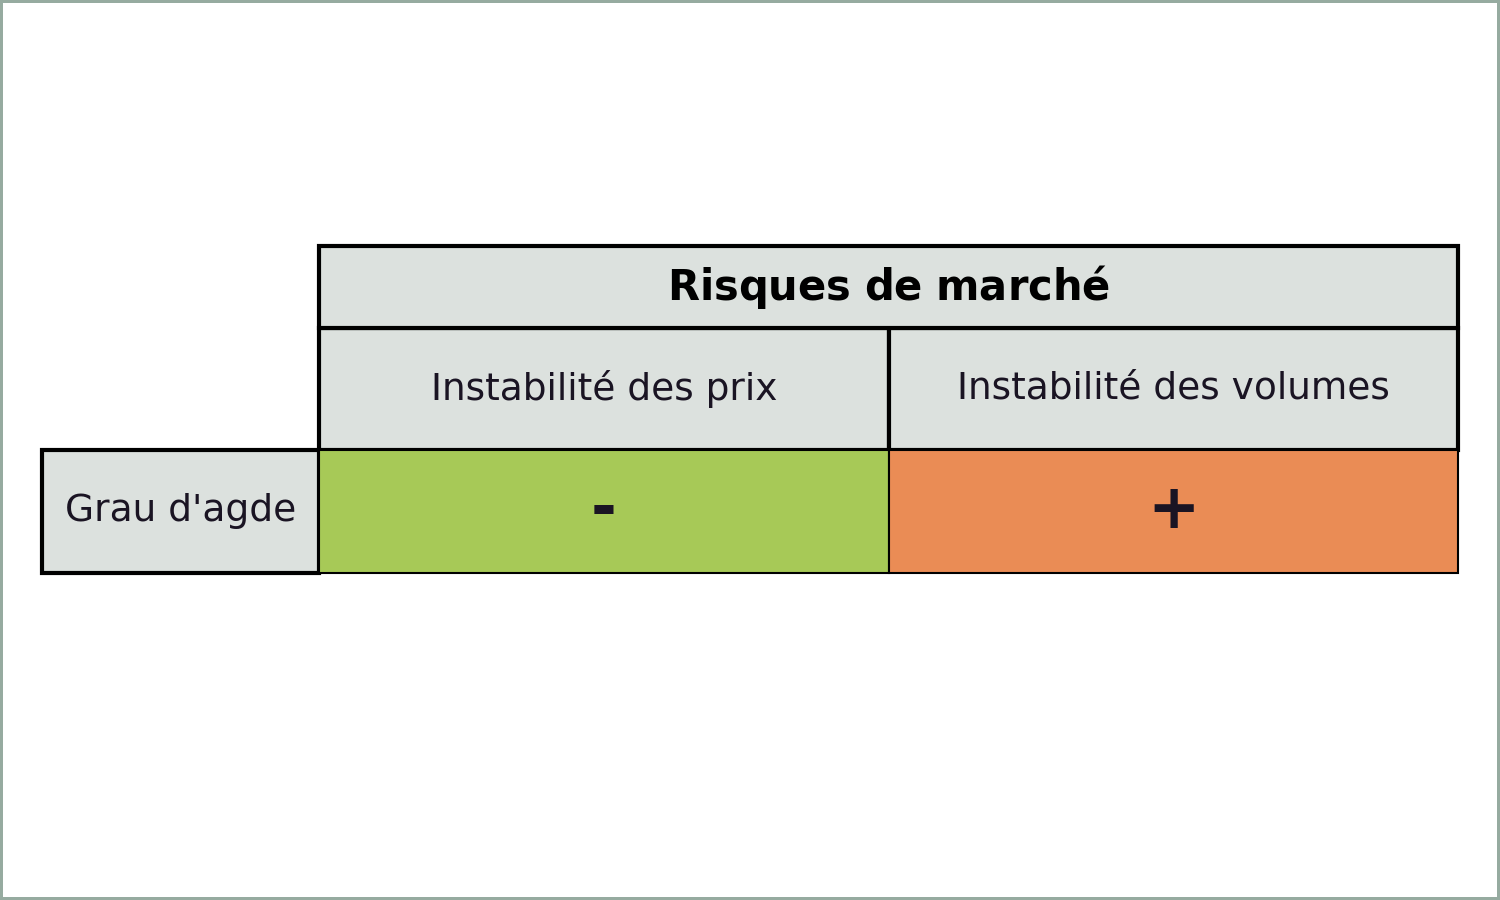 Risques de marché
Instabilité des prix
Instabilité des volumes
Grau d'agde
-
+